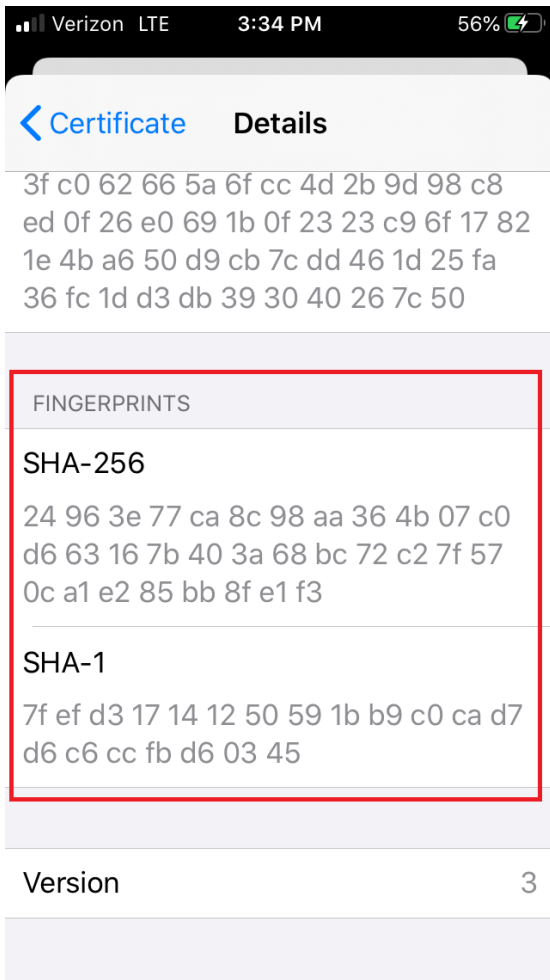 Verizon LTE 3:34 PM 56%
Certificate Details
3f c0 62 66 5a 6f cc 4d 2b 9d 98 c8
ed 0f 26 e0 69 1b 0f 23 23 c9 6f 17 82
1e 4b a6 50 d9 cb 7c dd 46 1d 25 fa
36 fc 1d d3 db 39 30 40 26 7c 50
FINGERPRINTS
SHA-256
24 96 3e 77 ca 8c 98 aa 36 4b 07 c0
d6 63 16 7b 40 3a 68 bc 72 c2 7f 57
0c a1 e2 85 bb 8f e1 f3
SHA-1
7f ef d3 17 14 12 50 59 1b b9 c0 ca d7
d6 c6 cc fb d6 03 45
Version 3